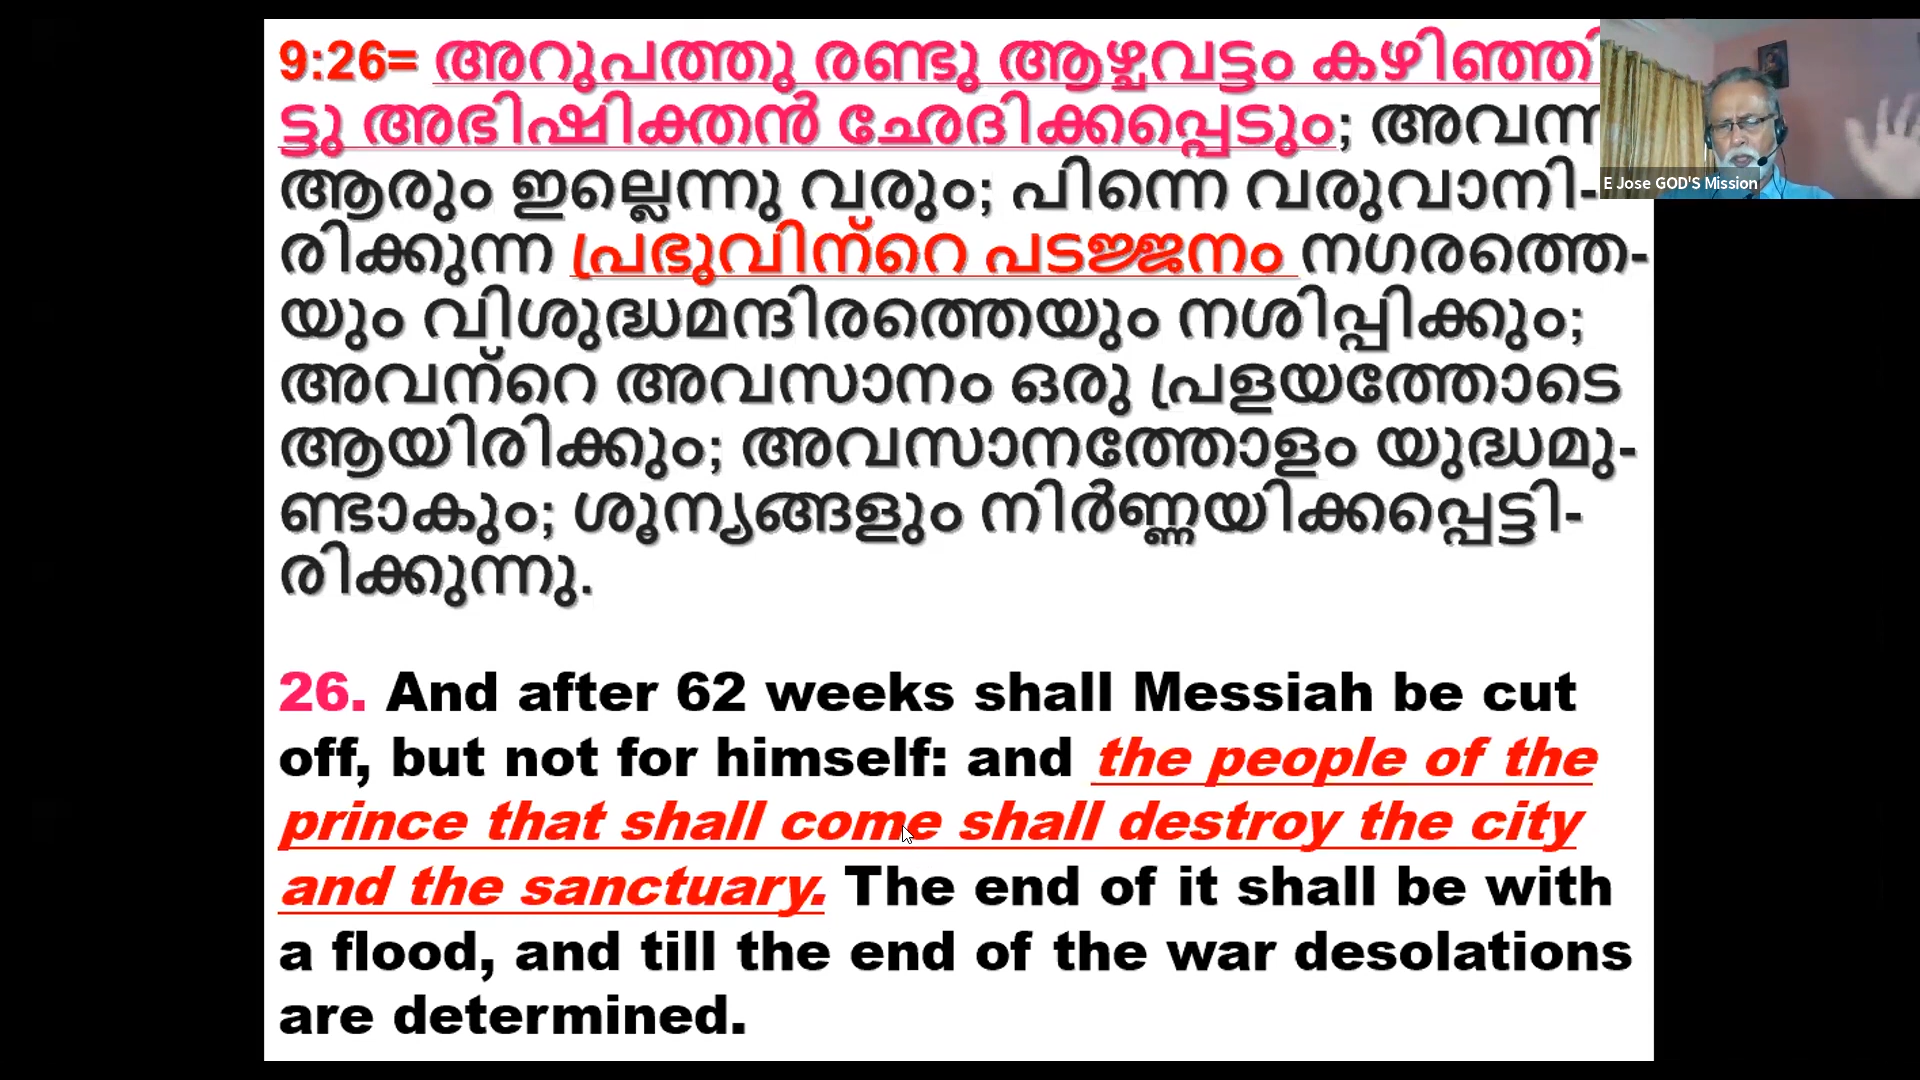 9:26= അറുപത്തു രണ്ടു ആഴ്ചവട്ടം കഴിഞ്ഞി
ട്ടു അഭിഷിക്തൻ ഛേദിക്കപ്പെടും; അവന്ന
ആരും ഇല്ലെന്നു വരും; പിന്നെ വരുവാനി-
രിക്കുന്ന പ്രഭുവിന്റെ പടജ്ജനം നഗരത്തെ-
യും വിശുദ്ധമന്ദിരത്തെയും നശിപ്പിക്കും;
അവന്റെ അവസാനം ഒരു പ്രളയത്തോടെ
ആയിരിക്കും; അവസാനത്തോളം യുദ്ധമു-
ണ്ടാകും; ശൂന്യങ്ങളും നിർണ്ണയിക്കപ്പെട്ടി-
രിക്കുന്നു.
26. And after 62 weeks shall Messiah be cut
off, but not for himself: and the people of the
prince that shall come shall destroy the city
and the sanctuary. The end of it shall be with
a flood, and till the end of the war desolations
are determined.
E Jose GOD'S Mission